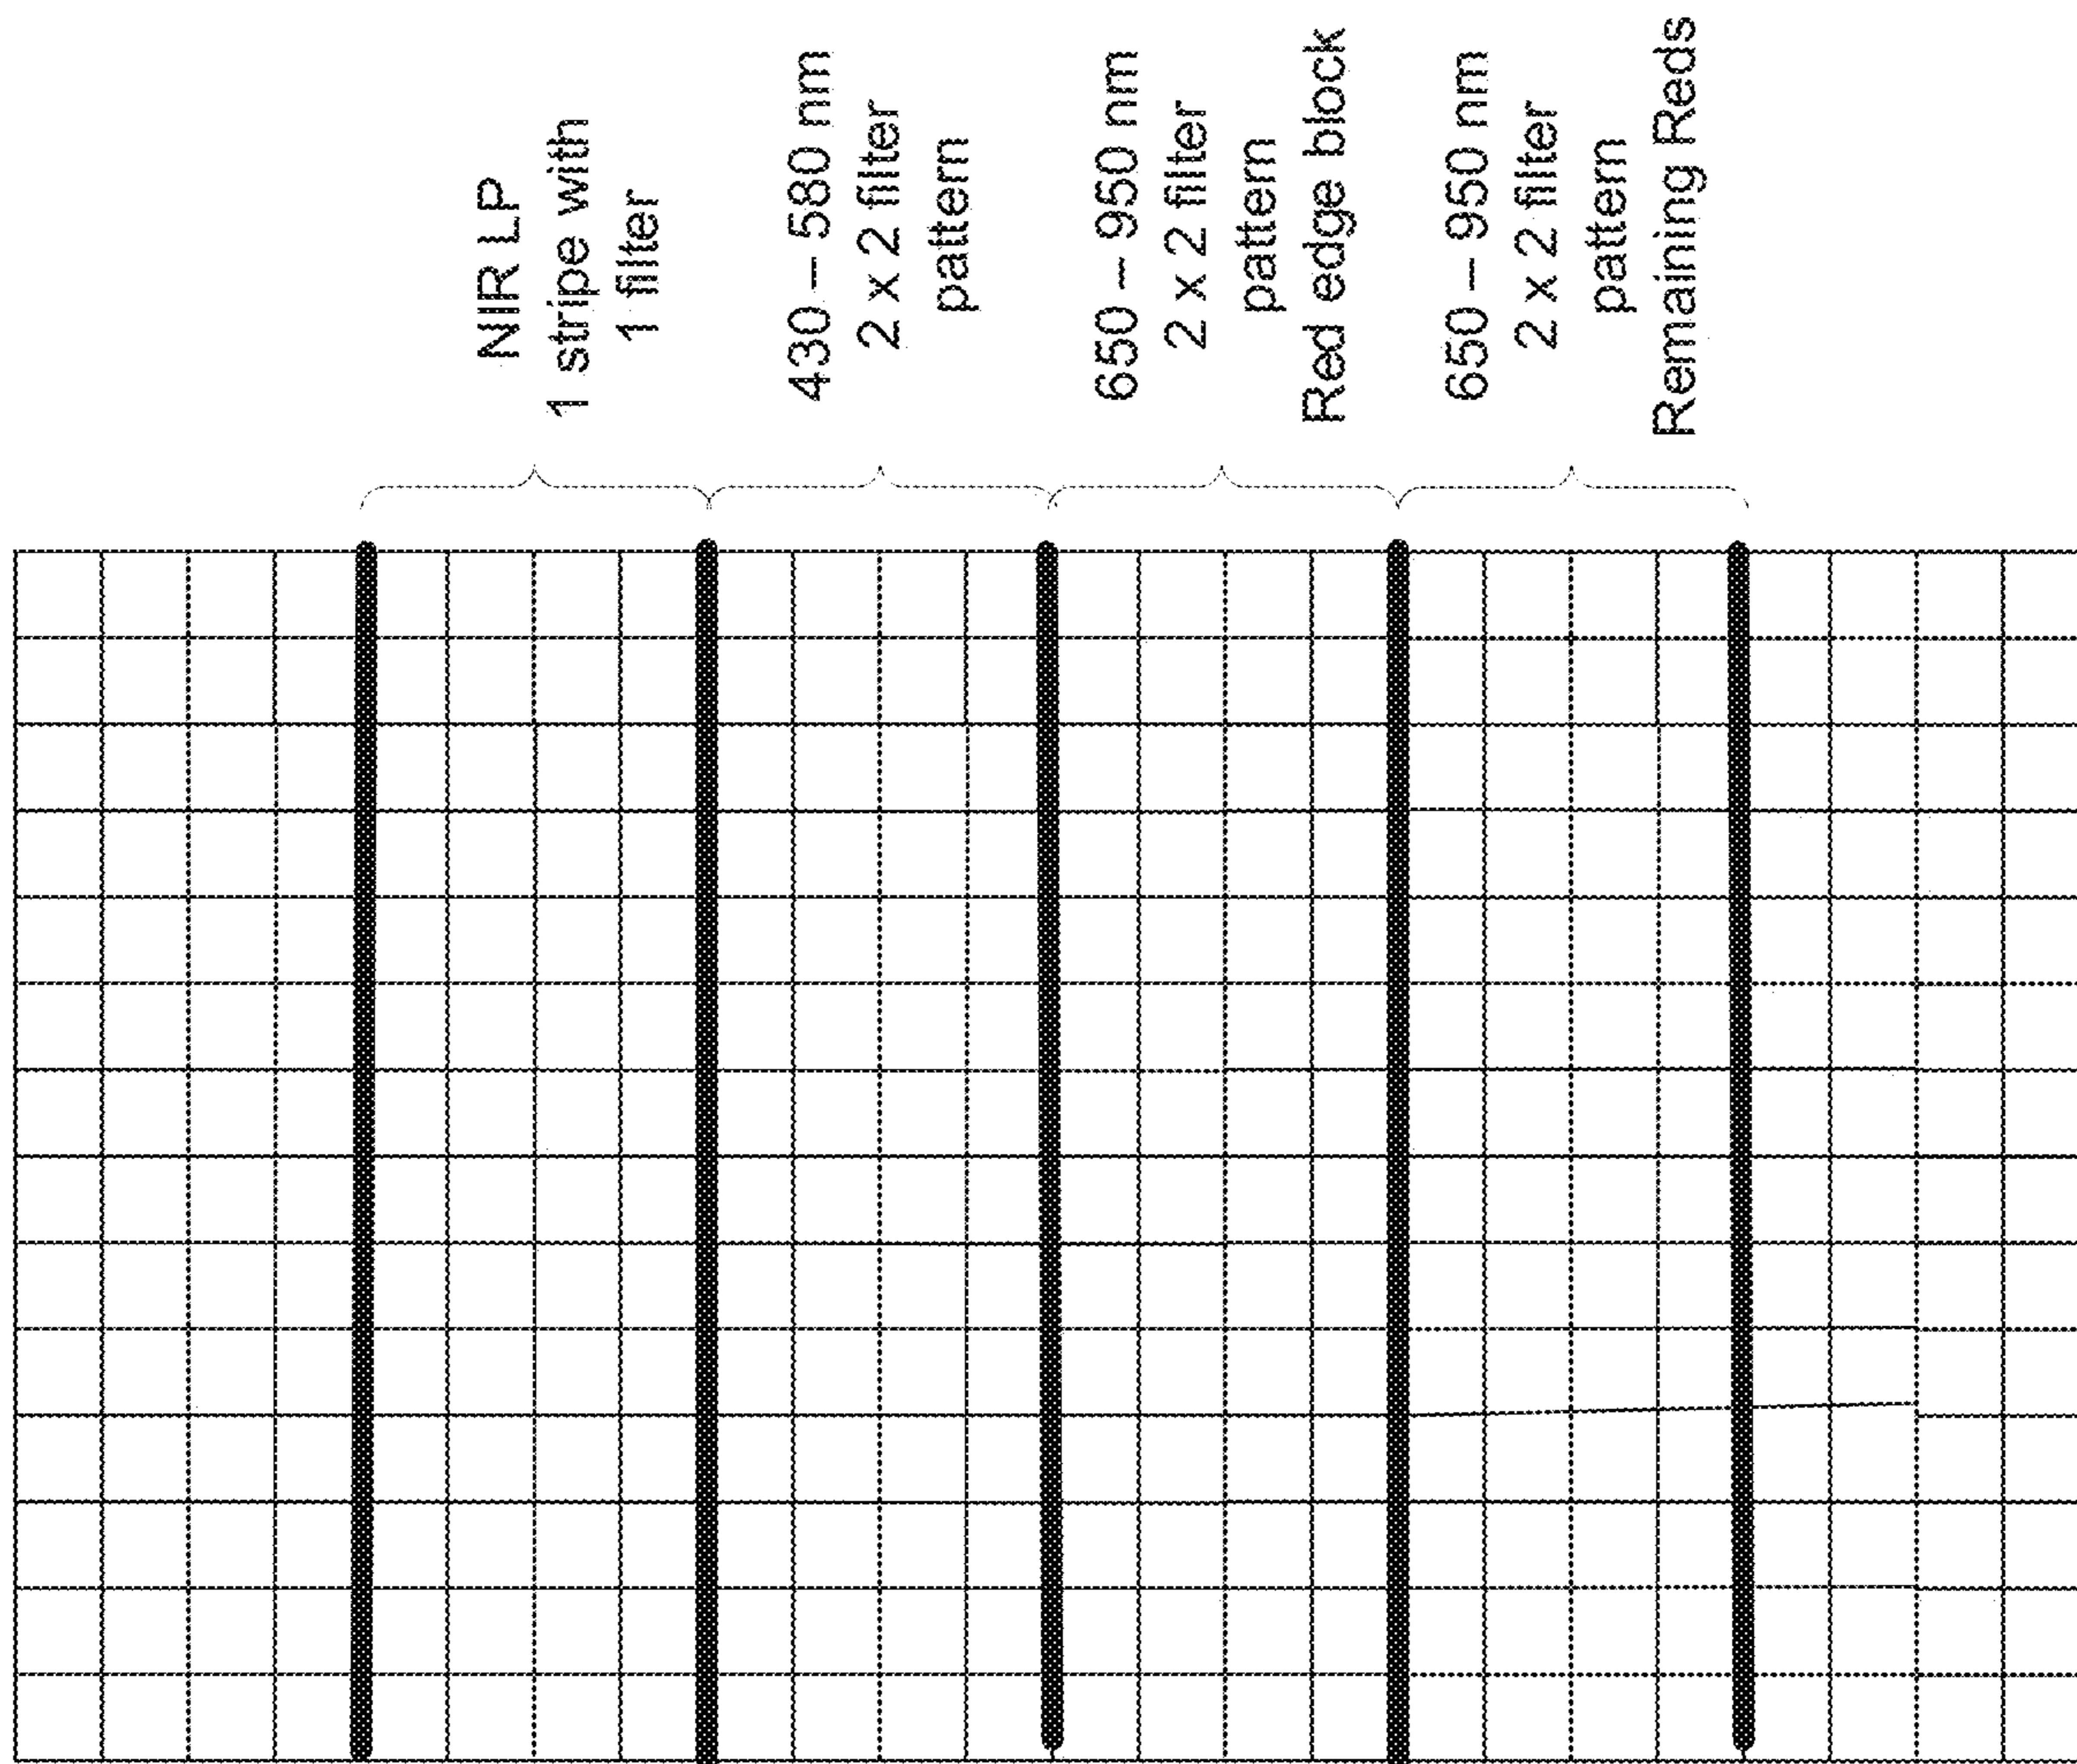 NIR LP
1 stripe with
1 filter
430 – 580 nm
2 x 2 filter
pattern
650 – 950 nm
2 x 2 filter
pattern
Red edge block
650 – 950 nm
2 x 2 filter
pattern
Remaining Reds